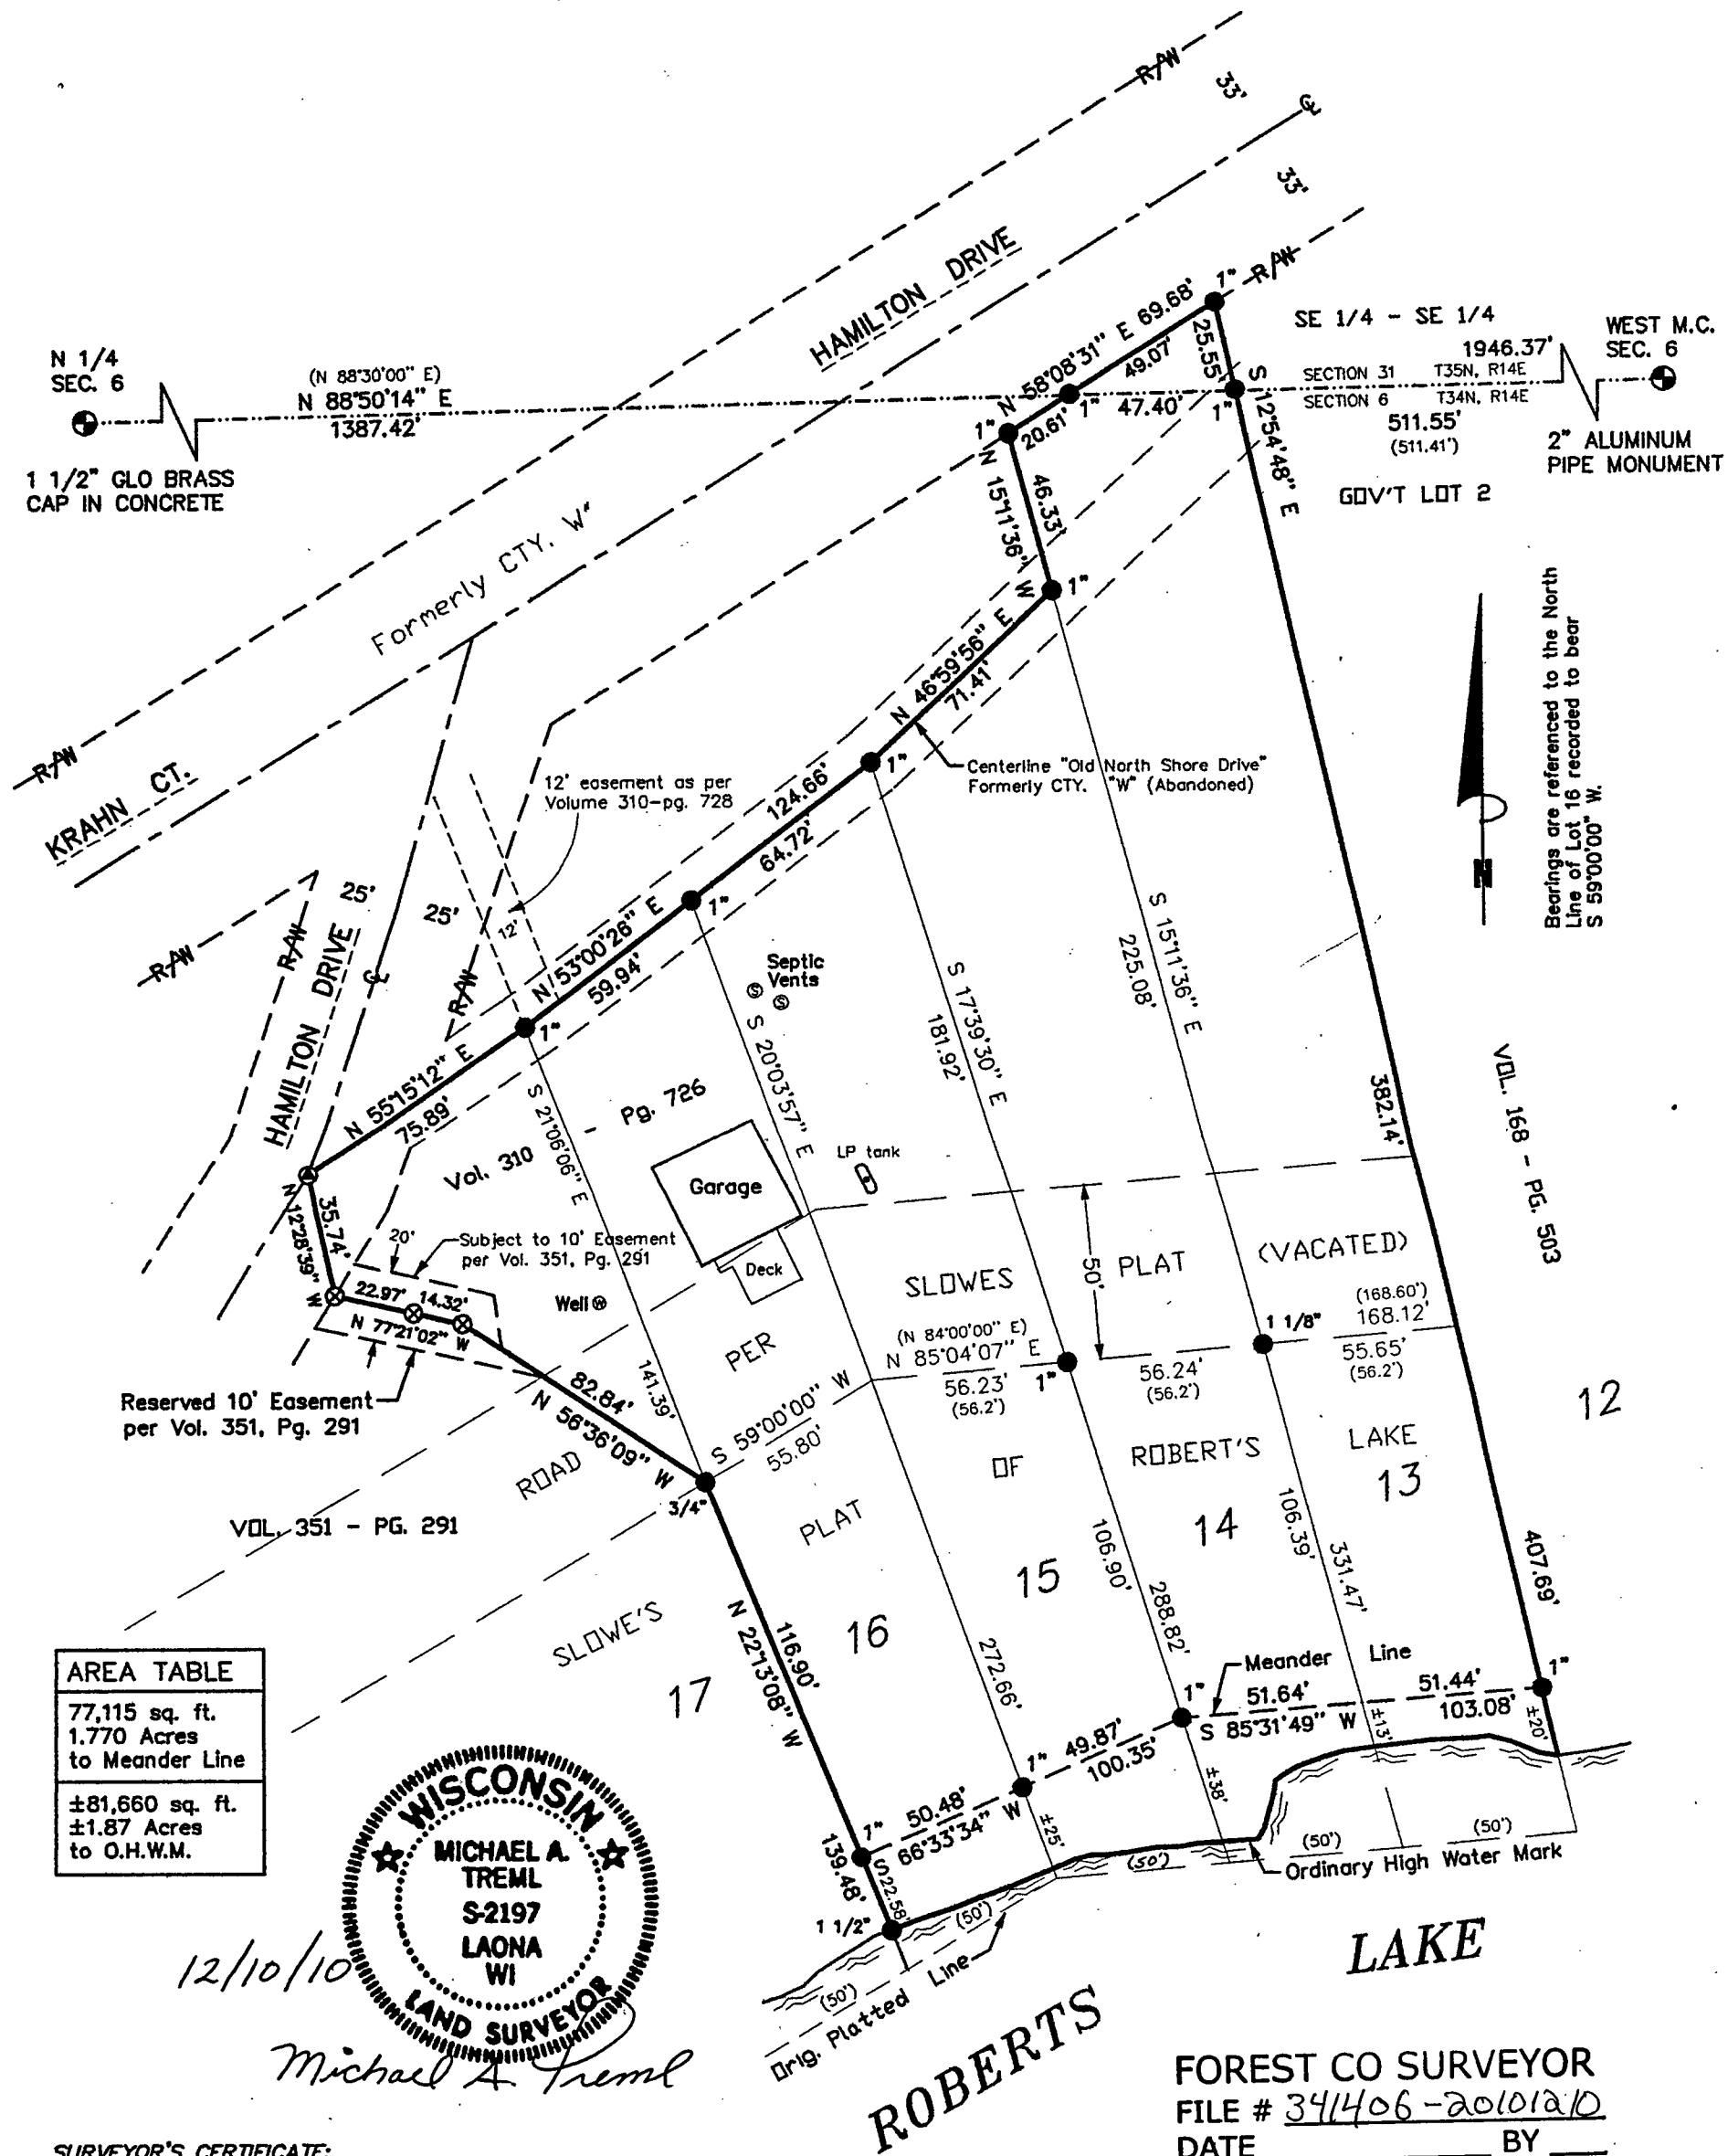 R/W
33'
CL
33'
HAMILTON DRIVE
R/W
N 1/4
SEC. 6
(N 88°30'00" E)
N 88°50'14" E
1387.42'
1 1/2" GLO BRASS
CAP IN CONCRETE
N 58°08'31" E 69.68'
49.07'
20.61'
1"
1"
1"
47.40'
1"
25.55'
S 12°54'48" E
SE 1/4 - SE 1/4
1946.37'
SECTION 31 T35N, R14E
SECTION 6 T34N, R14E
511.55'
(511.41')
WEST M.C.
SEC. 6
2" ALUMINUM
PIPE MONUMENT
GOV'T LOT 2
N 15°11'36" W
46.33'
1"
Formerly CTY. W"
N 46°59'56" E
71.41'
1"
Centerline "Old North Shore Drive"
Formerly CTY. "W" (Abandoned)
Bearings are referenced to the North
Line of Lot 16 recorded to bear
S 59°00'00" W.
N
R/W
KRAHN CT.
12' easement as per
Volume 310-pg. 728
124.66'
64.72'
1"
25'
25'
12'
R/W
R/W
R/W
HAMILTON DRIVE
CL
N 53°00'26" E
59.94'
1"
Septic
Vents
S
S
S 20°03'57" E
S 17°39'30" E
181.92'
S 15°11'36" E
225.08'
382.14'
VOL. 168 - PG. 503
N 55°15'12" E
75.89'
S 21°06'06" E
Vol. 310 - Pg. 726
Garage
LP tank
Deck
N 12°28'39" W
35.74'
20'
Subject to 10' Easement
per Vol. 351, Pg. 291
22.97' 14.32'
N 77°21'02" W
Well W
141.39'
SLOWES PLAT (VACATED)
50'
(N 84°00'00" E)
N 85°04'07" E
56.23'
(56.2')
1"
56.24'
(56.2')
1 1/8"
(168.60')
168.12'
55.65'
(56.2')
Reserved 10' Easement
per Vol. 351, Pg. 291
82.84'
N 56°36'09" W
PER
S 59°00'00" W
55.80'
ROAD
3/4"
VOL. 351 - PG. 291
PLAT
OF
ROBERT'S
LAKE
12
13
14
15
16
17
SLOWE'S
106.90'
288.82'
106.39'
331.47'
407.69'
116.90'
N 22°13'08" W
272.66'
Meander Line
1"
51.64'
S 85°31'49" W
51.44'
103.08'
1"
±20'
±13'
±38'
±25'
1"
49.87'
100.35'
1"
50.48'
S 66°33'34" W
139.48'
22.58'
1 1/2"
(50')
(50')
(50')
(50')
(50')
Ordinary High Water Mark
Orig. Platted Line
ROBERTS LAKE
AREA TABLE
77,115 sq. ft.
1.770 Acres
to Meander Line
±81,660 sq. ft.
±1.87 Acres
to O.H.W.M.
WISCONSIN
MICHAEL A.
TREML
S-2197
LAONA
WI
LAND SURVEYOR
12/10/10
Michael A. Treml
FOREST CO SURVEYOR
FILE # 341406-20101210
DATE BY
SURVEYOR'S CERTIFICATE: